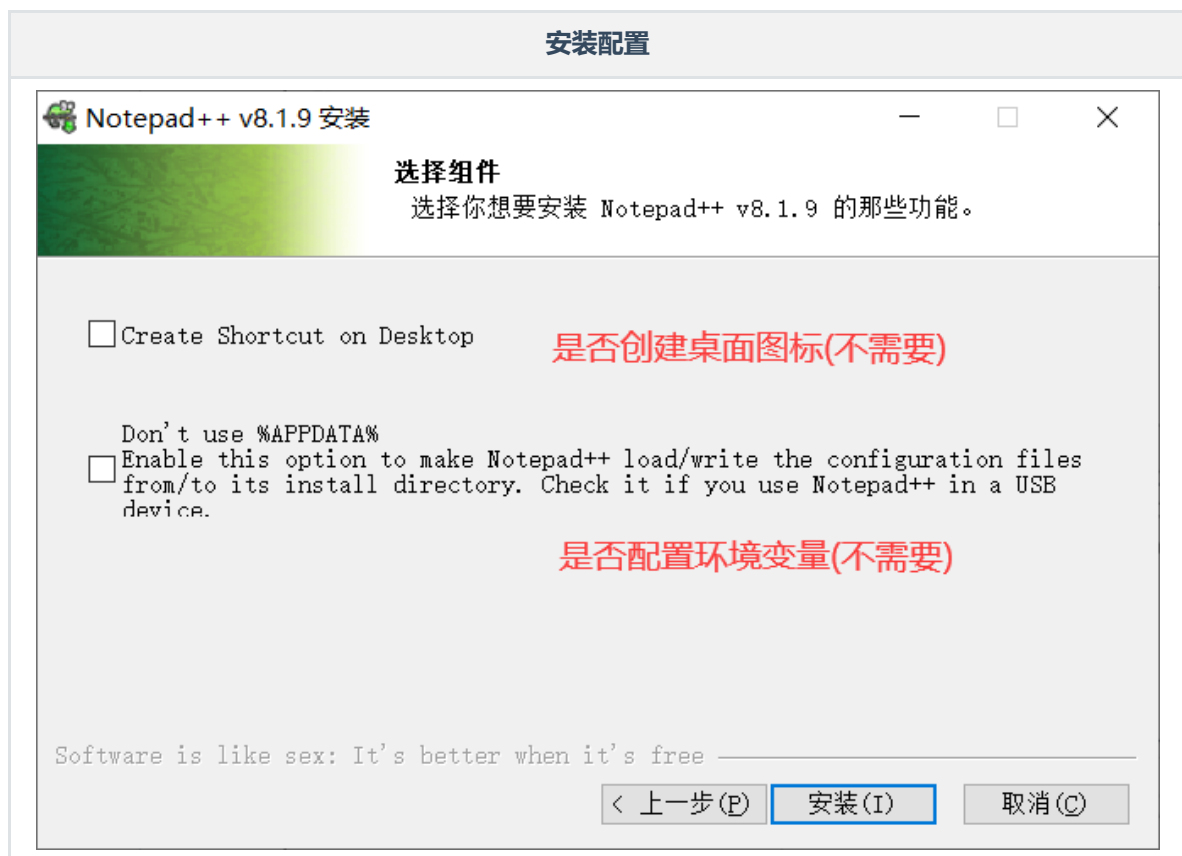 安装配置
Notepad++ v8.1.9 安装
选择组件
选择你想要安装 Notepad++ v8.1.9 的那些功能。
Create Shortcut on Desktop
是否创建桌面图标(不需要)
Don't use %APPDATA%
Enable this option to make Notepad++ load/write the configuration files
from/to its install directory. Check it if you use Notepad++ in a USB
device.
是否配置环境变量(不需要)
Software is like sex: It's better when it's free
< 上一步(P)
安装(I)
取消(C)